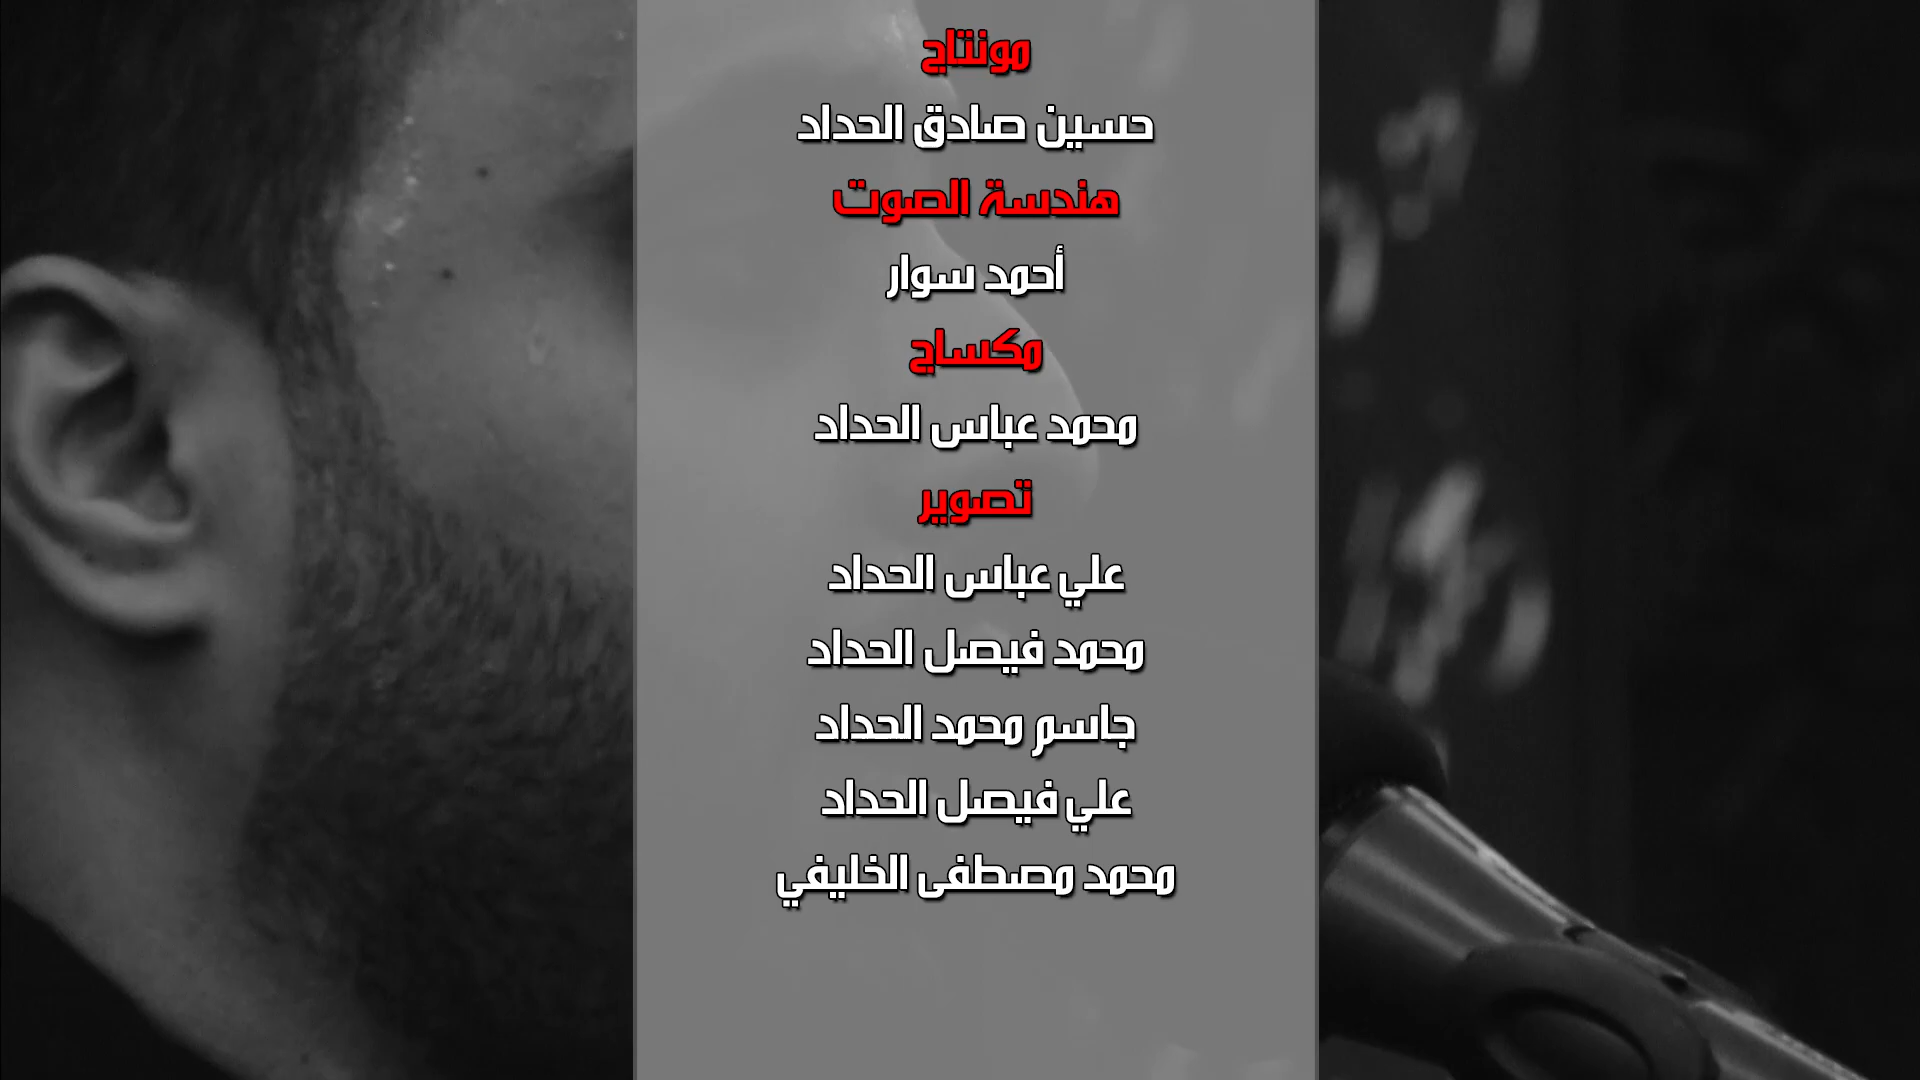 مونتاج
حسين صادق الحداد
هندسة الصوت
أحمد سوار
مكساج
محمد عباس الحداد
تصوير
علي عباس الحداد
محمد فيصل الحداد
جاسم محمد الحداد
علي فيصل الحداد
محمد مصطفى الخليفي